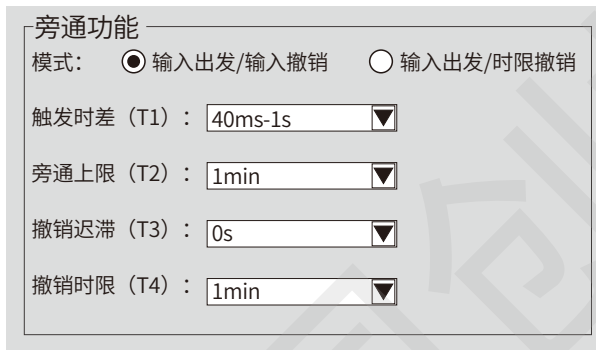 旁通功能
模式： 输入出发/输入撤销 输入出发/时限撤销
触发时差（T1）： 40ms-1s
旁通上限（T2）： 1min
撤销迟滞（T3）： 0s
撤销时限（T4）： 1min